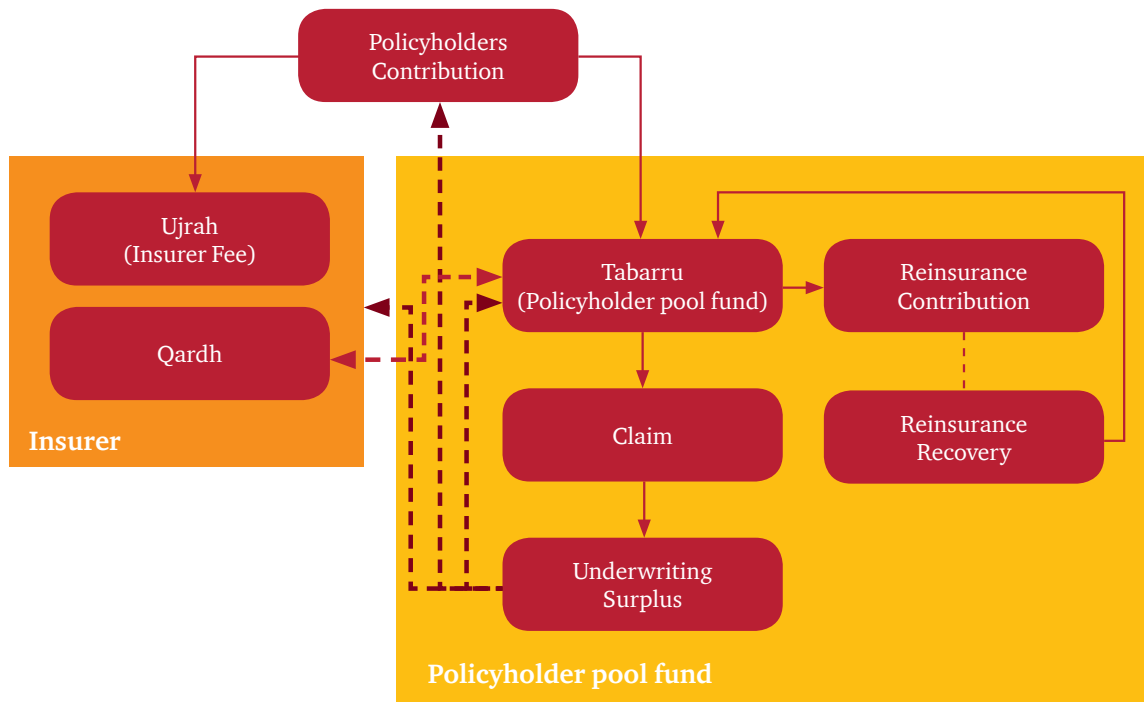 Policyholders
Contribution
Ujrah
(Insurer Fee)
Qardh
Insurer
Tabarru
(Policyholder pool fund)
Reinsurance
Contribution
Claim
Reinsurance
Recovery
Underwriting
Surplus
Policyholder pool fund